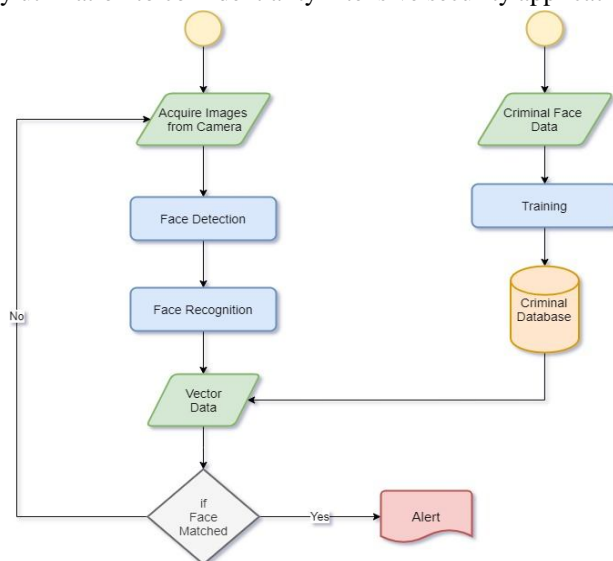 Acquire Images
from Camera
Criminal Face
Data
Face Detection
Training
Face Recognition
Criminal
Database
No
Vector
Data
if
Face
Matched
Yes
Alert